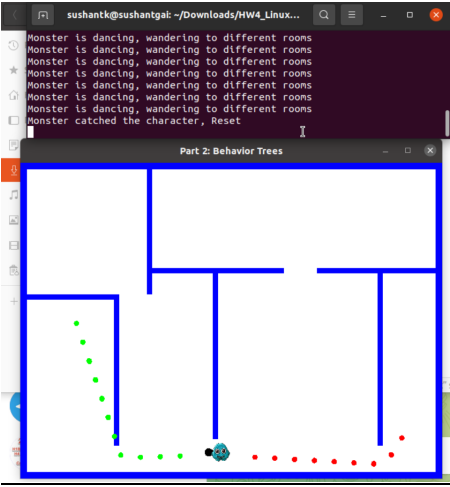 sushantk@sushantgai: ~/Downloads/HW4_Linux...
Monster is dancing, wandering to different rooms
Monster is dancing, wandering to different rooms
Monster is dancing, wandering to different rooms
Monster is dancing, wandering to different rooms
Monster is dancing, wandering to different rooms
Monster is dancing, wandering to different rooms
Monster is dancing, wandering to different rooms
Monster catched the character, Reset
Part 2: Behavior Trees